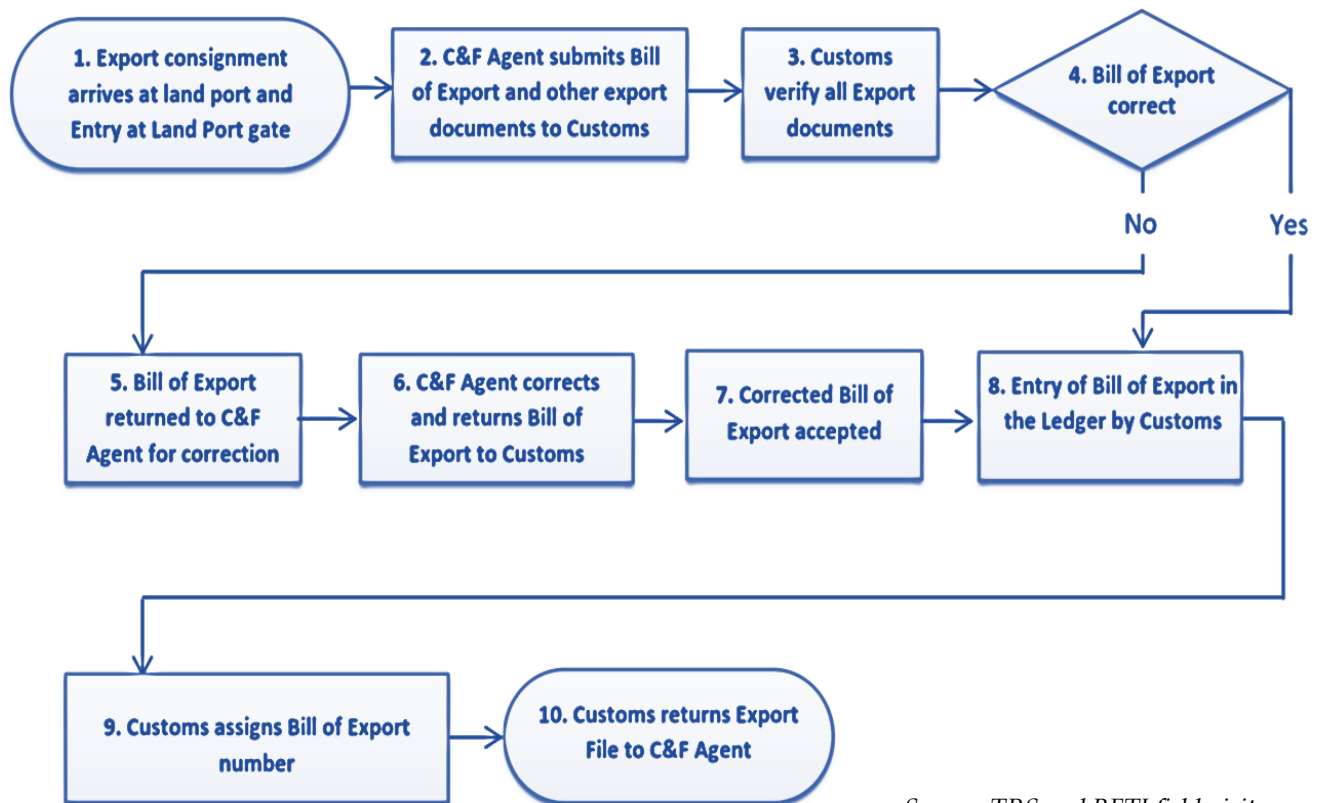 1. Export consignment
arrives at land port and
Entry at Land Port gate
2. C&F Agent submits Bill
of Export and other export
documents to Customs
3. Customs
verify all Export
documents
4. Bill of Export
correct
No
Yes
5. Bill of Export
returned to C&F
Agent for correction
6. C&F Agent corrects
and returns Bill of
Export to Customs
7. Corrected Bill of
Export accepted
8. Entry of Bill of Export in
the Ledger by Customs
9. Customs assigns Bill of Export
number
10. Customs returns Export
File to C&F Agent